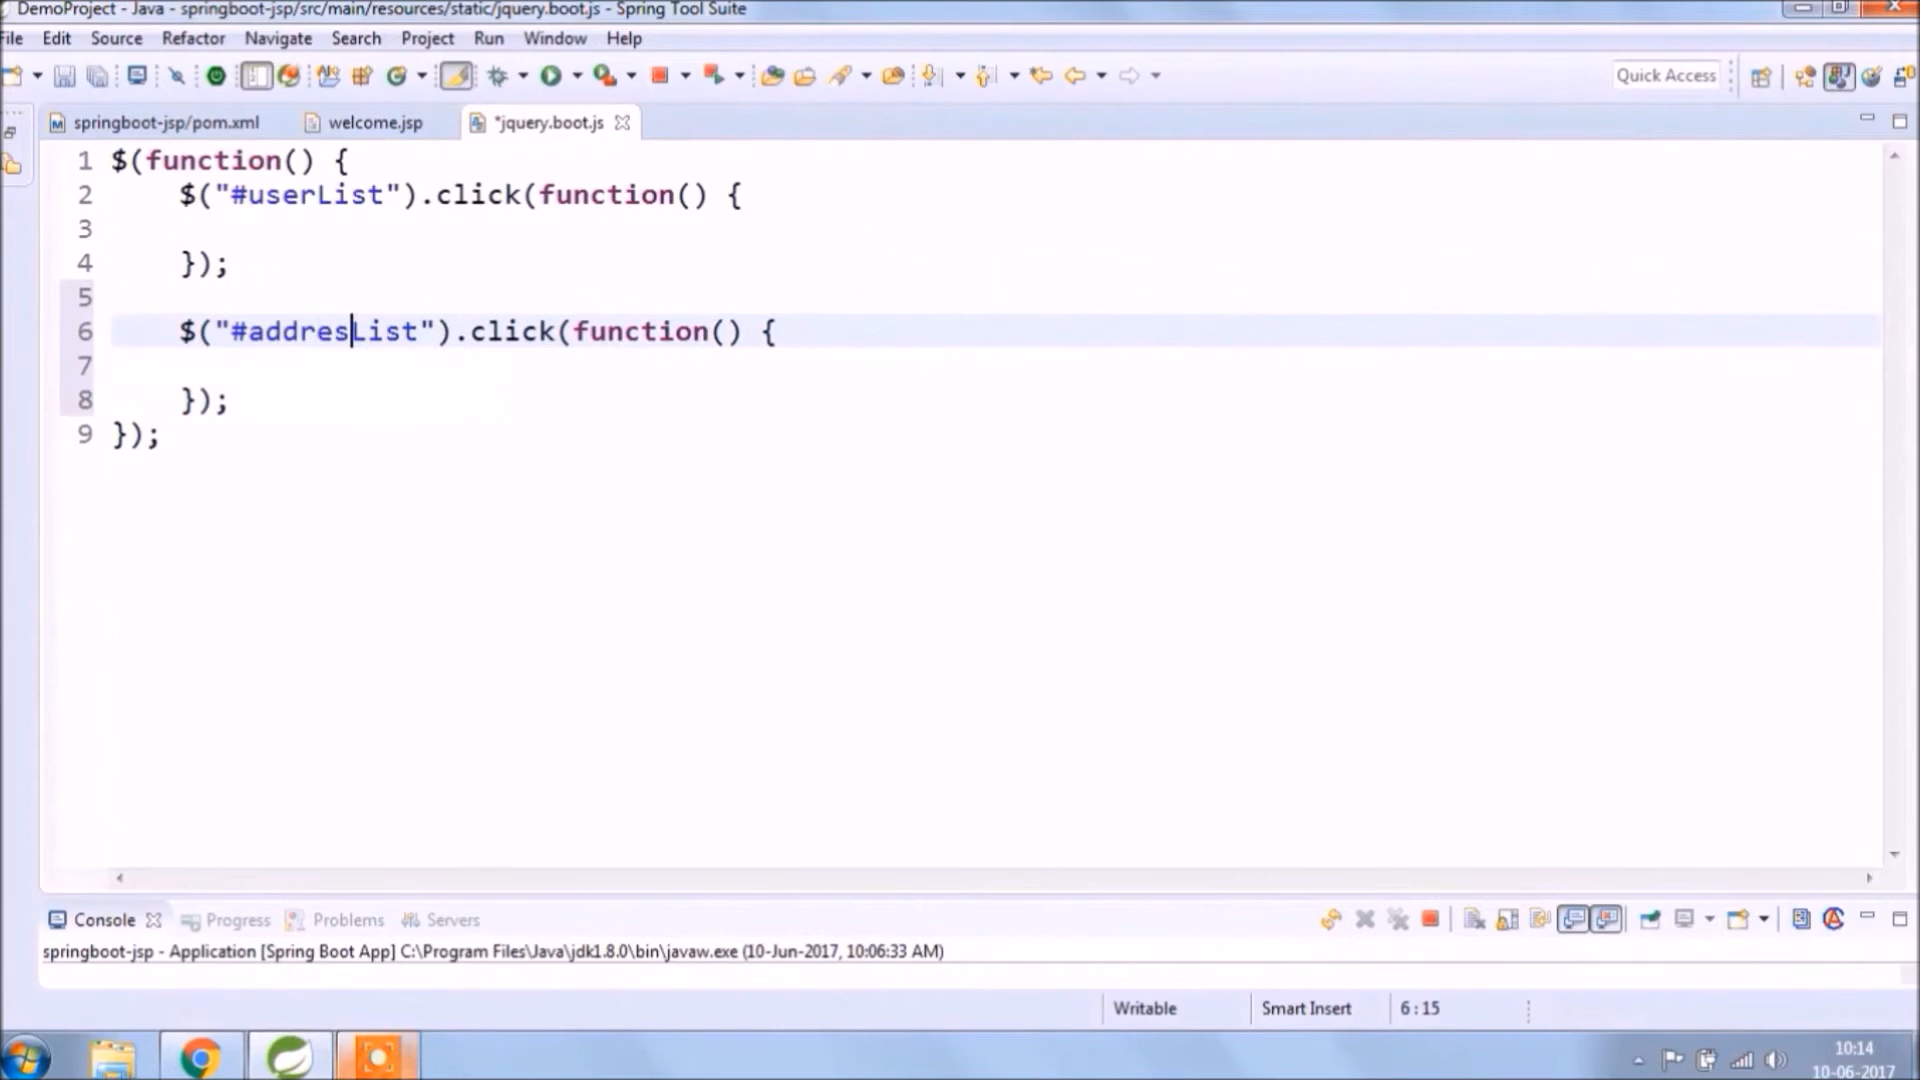 DemoProject - Java - springboot-jsp/src/main/resources/static/jquery.boot.js - Spring Tool Suite
File Edit Source Refactor Navigate Search Project Run Window Help
Quick Access
springboot-jsp/pom.xml welcome.jsp *jquery.boot.js
1 $(function() {
2 $("#userList").click(function() {
3
4 });
5
6 $("#addresList").click(function() {
7
8 });
9 });
Console Progress Problems Servers
springboot-jsp - Application [Spring Boot App] C:\Program Files\Java\jdk1.8.0\bin\javaw.exe (10-Jun-2017, 10:06:33 AM)
Writable Smart Insert 6 : 15
10:14
10-06-2017